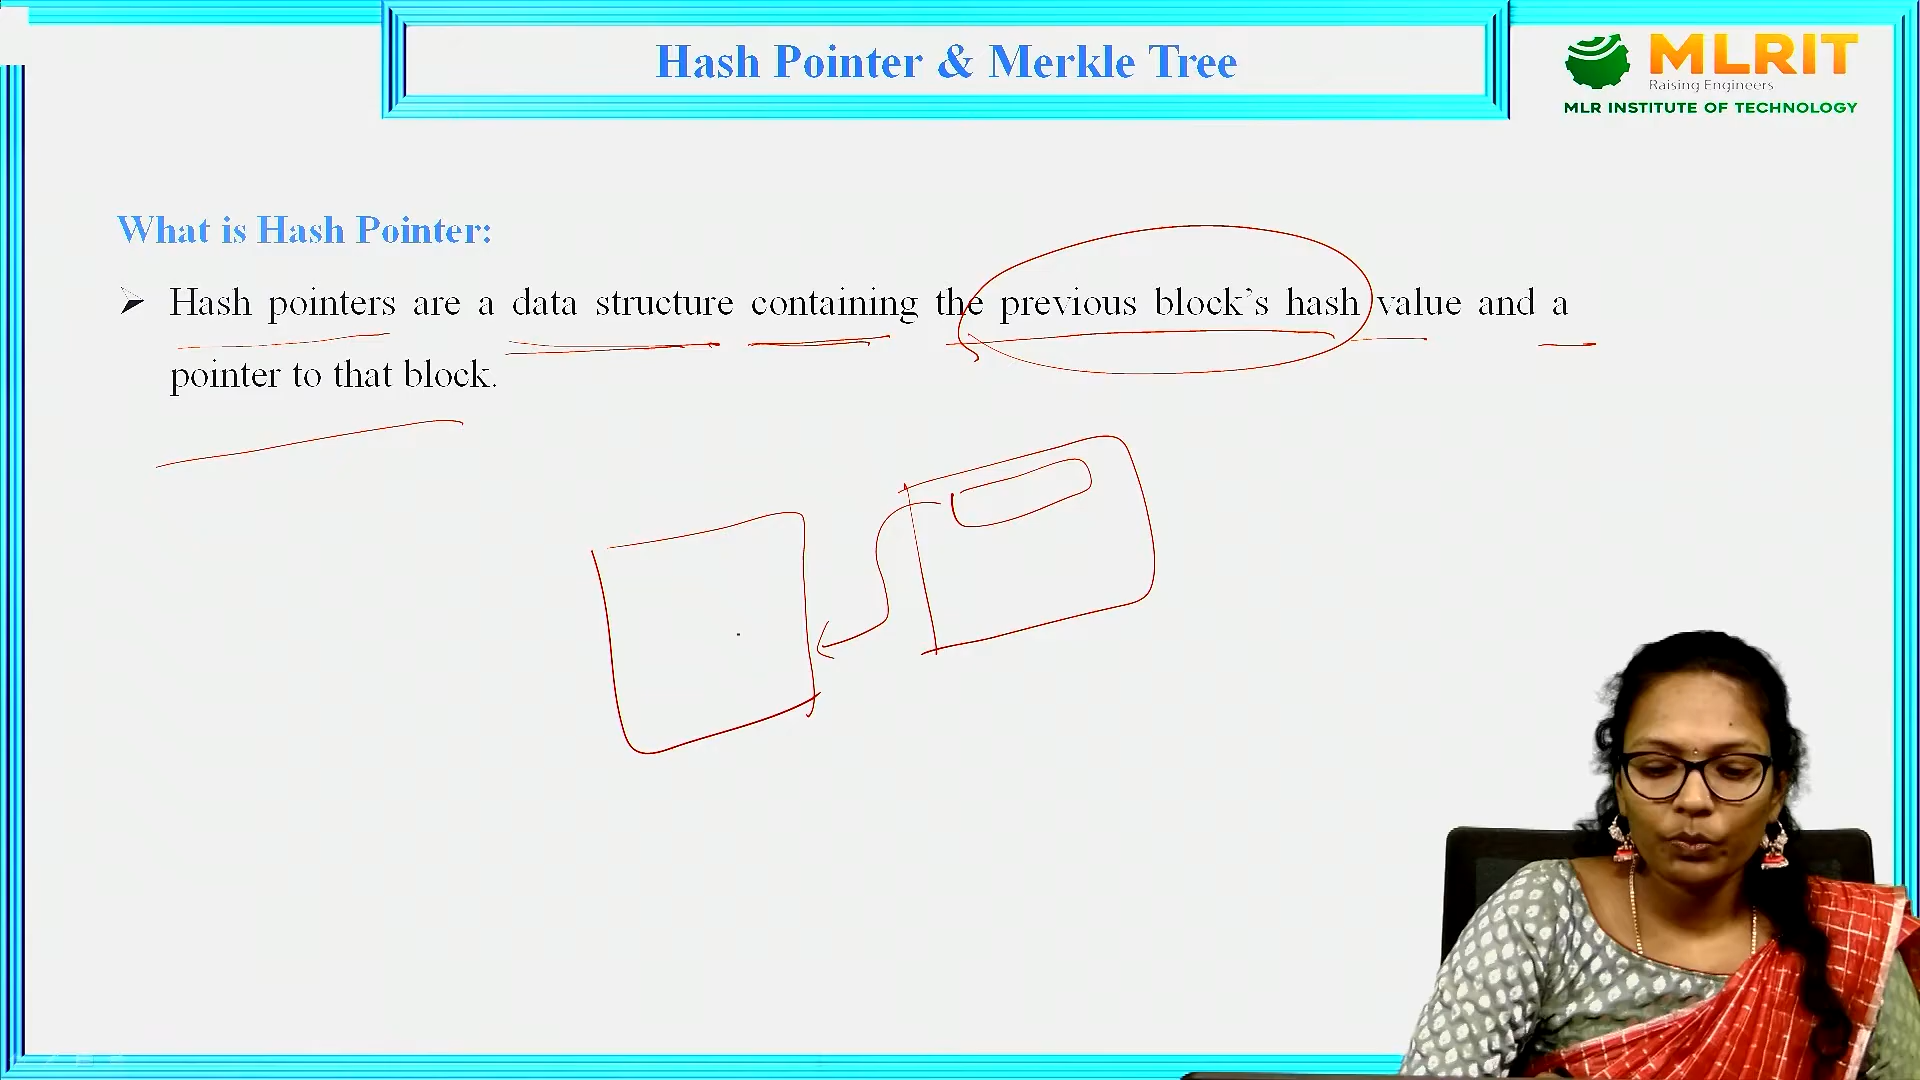 Hash Pointer & Merkle Tree
MLRIT
Raising Engineers
MLR INSTITUTE OF TECHNOLOGY
What is Hash Pointer:
Hash pointers are a data structure containing the previous block's hash value and a
pointer to that block.